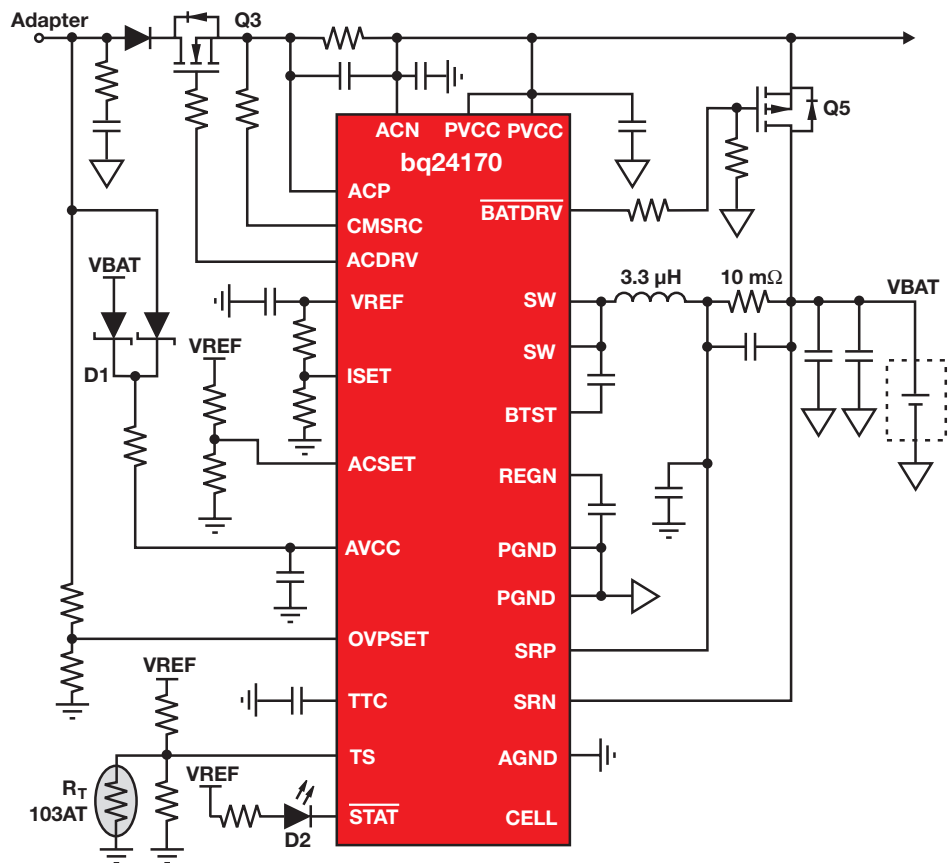 Adapter
Q3
ACN
PVCC
PVCC
bq24170
Q5
ACP
BATDRV
CMSRC
ACDRV
VBAT
VREF
SW
3.3 µH
10 mΩ
VBAT
D1
VREF
SW
ISET
BTST
ACSET
REGN
AVCC
PGND
PGND
OVPSET
SRP
VREF
TTC
SRN
TS
AGND
RT
103AT
VREF
D2
STAT
CELL